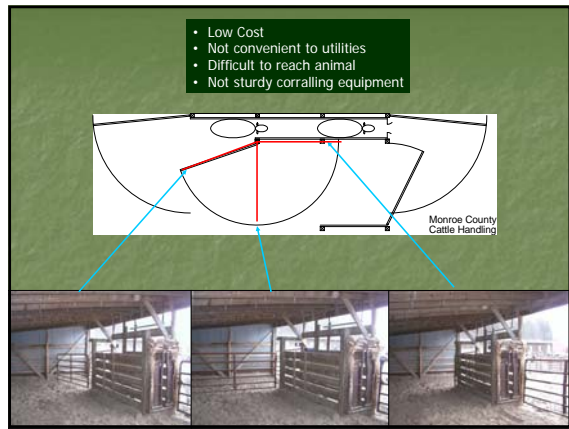 • Low Cost
• Not convenient to utilities
• Difficult to reach animal
• Not sturdy corralling equipment
Monroe County
Cattle Handling